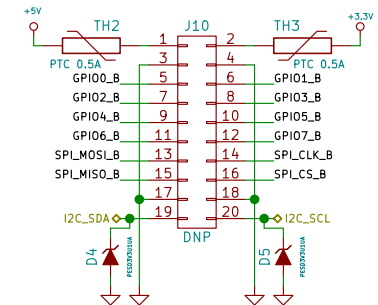 +5V +3.3V
TH2 J10 TH3
1 2
PTC 0.5A 3 4 PTC 0.5A
GPIO0_B 5 6 GPIO1_B
GPIO2_B 7 8 GPIO3_B
GPIO4_B 9 10 GPIO5_B
GPIO6_B 11 12 GPIO7_B
SPI_MOSI_B 13 14 SPI_CLK_B
SPI_MISO_B 15 16 SPI_CS_B
17 18
I2C_SDA 19 20 I2C_SCL
DNP
D4 PESD3V3U1UA D5 PESD3V3U1UA